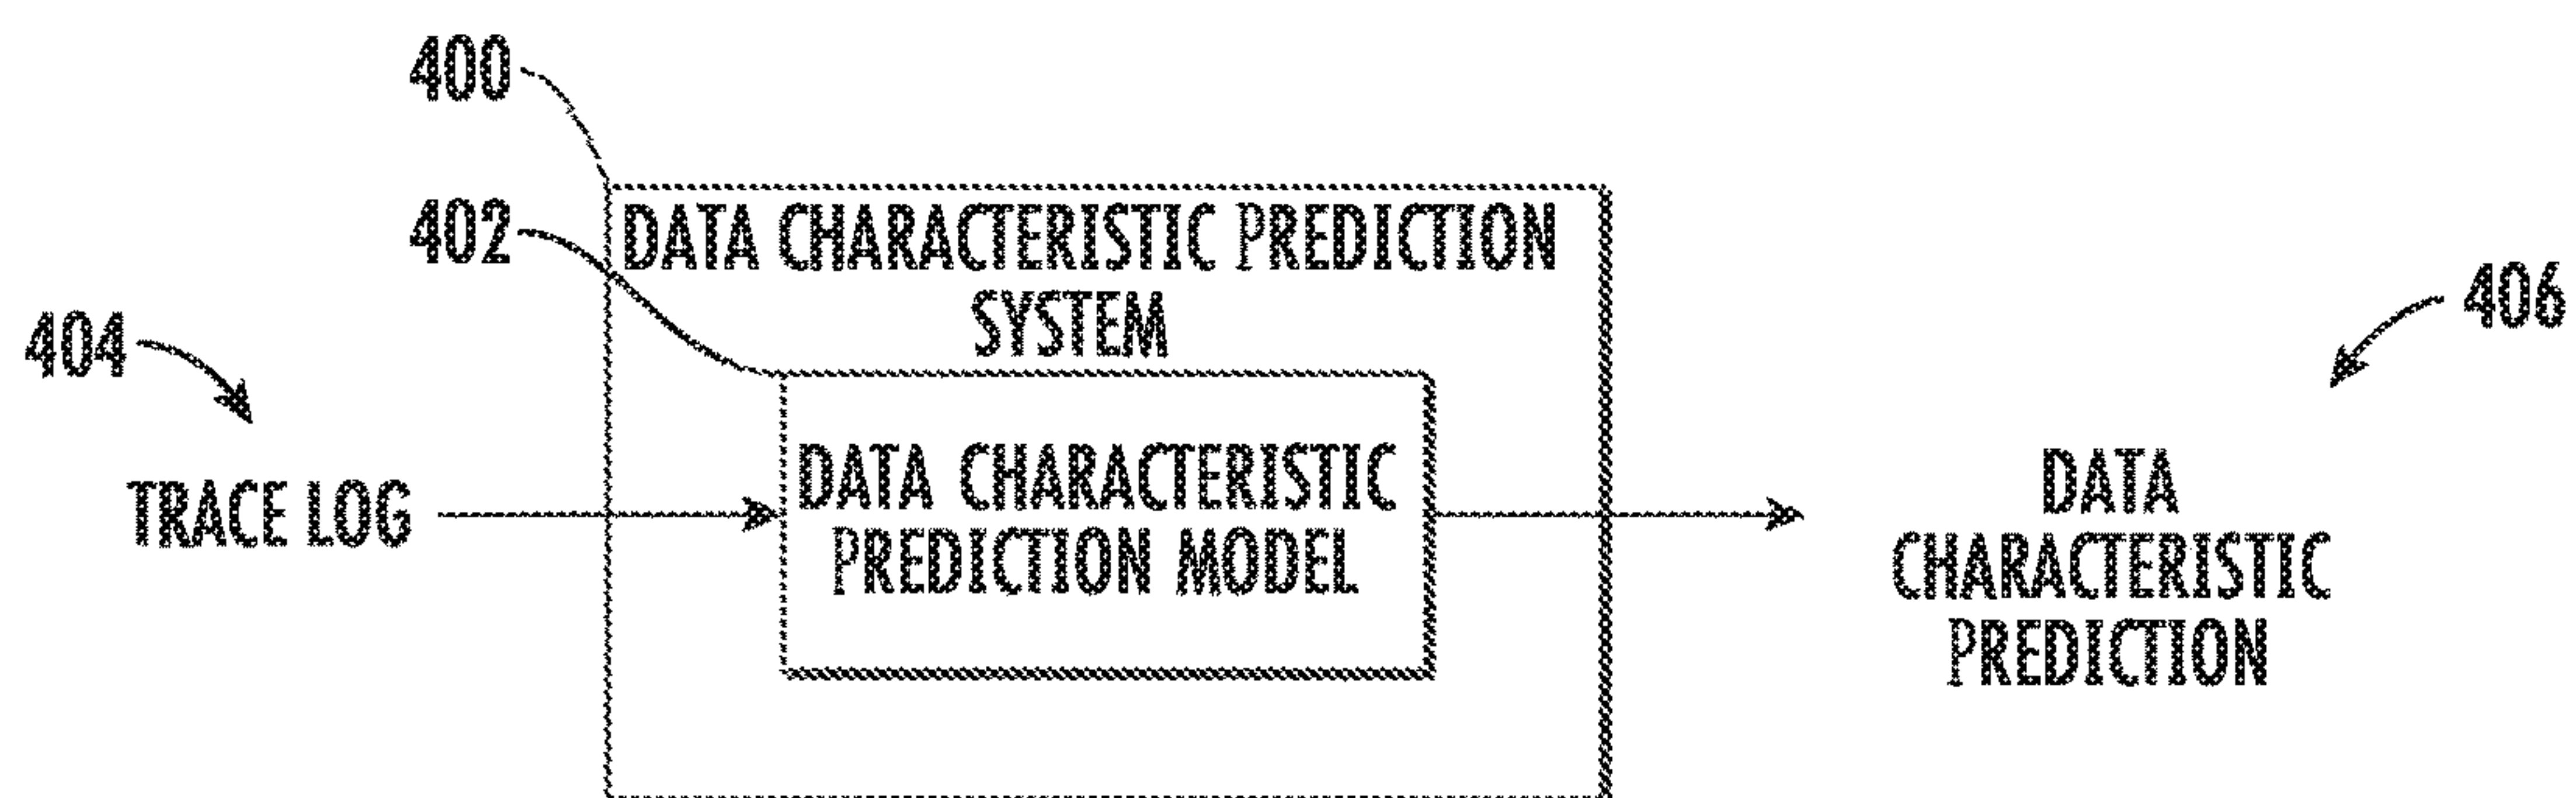 400
402
DATA CHARACTERISTIC PREDICTION
SYSTEM
404
406
TRACE LOG
DATA CHARACTERISTIC
PREDICTION MODEL
DATA
CHARACTERISTIC
PREDICTION